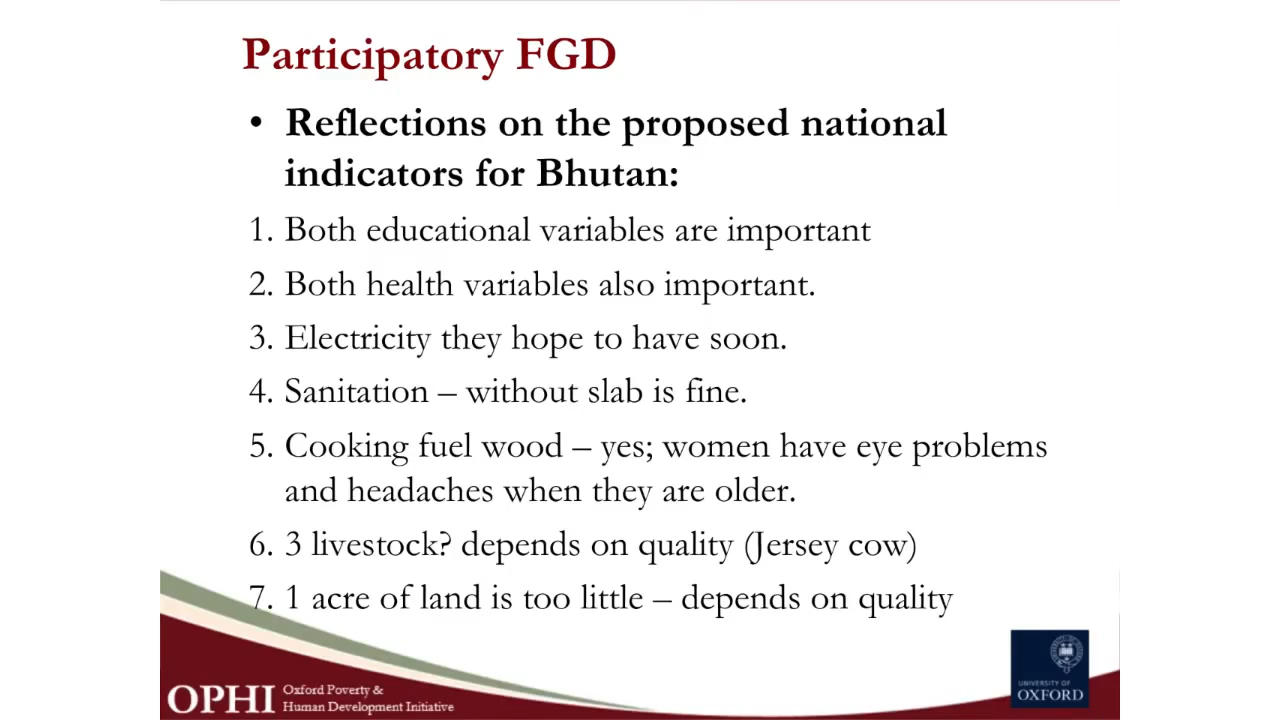 Participatory FGD
• Reflections on the proposed national
indicators for Bhutan:
1. Both educational variables are important
2. Both health variables also important.
3. Electricity they hope to have soon.
4. Sanitation – without slab is fine.
5. Cooking fuel wood – yes; women have eye problems
and headaches when they are older.
6. 3 livestock? depends on quality (Jersey cow)
7. 1 acre of land is too little – depends on quality
OPHI
Oxford Poverty &
Human Development Initiative
UNIVERSITY OF
OXFORD